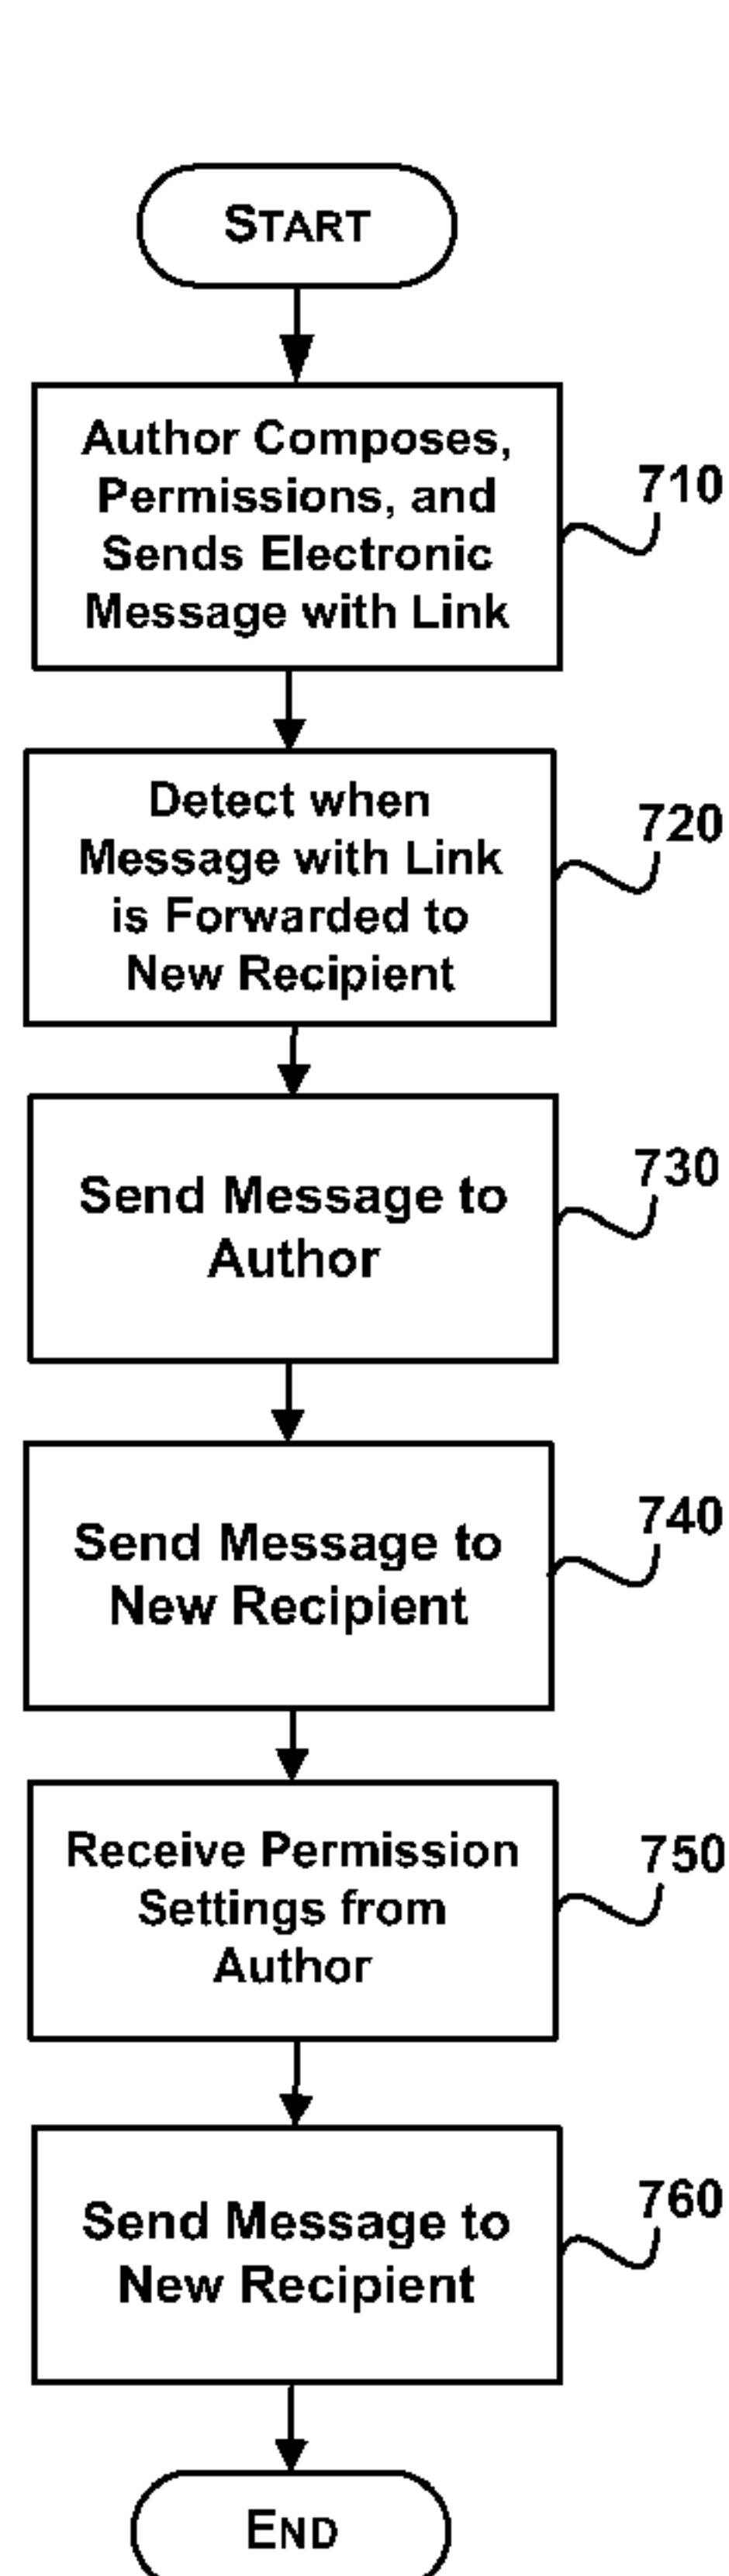 START
Author Composes,
Permissions, and
Sends Electronic
Message with Link
710
Detect when
Message with Link
is Forwarded to
New Recipient
720
Send Message to
Author
730
Send Message to
New Recipient
740
Receive Permission
Settings from
Author
750
Send Message to
New Recipient
760
END